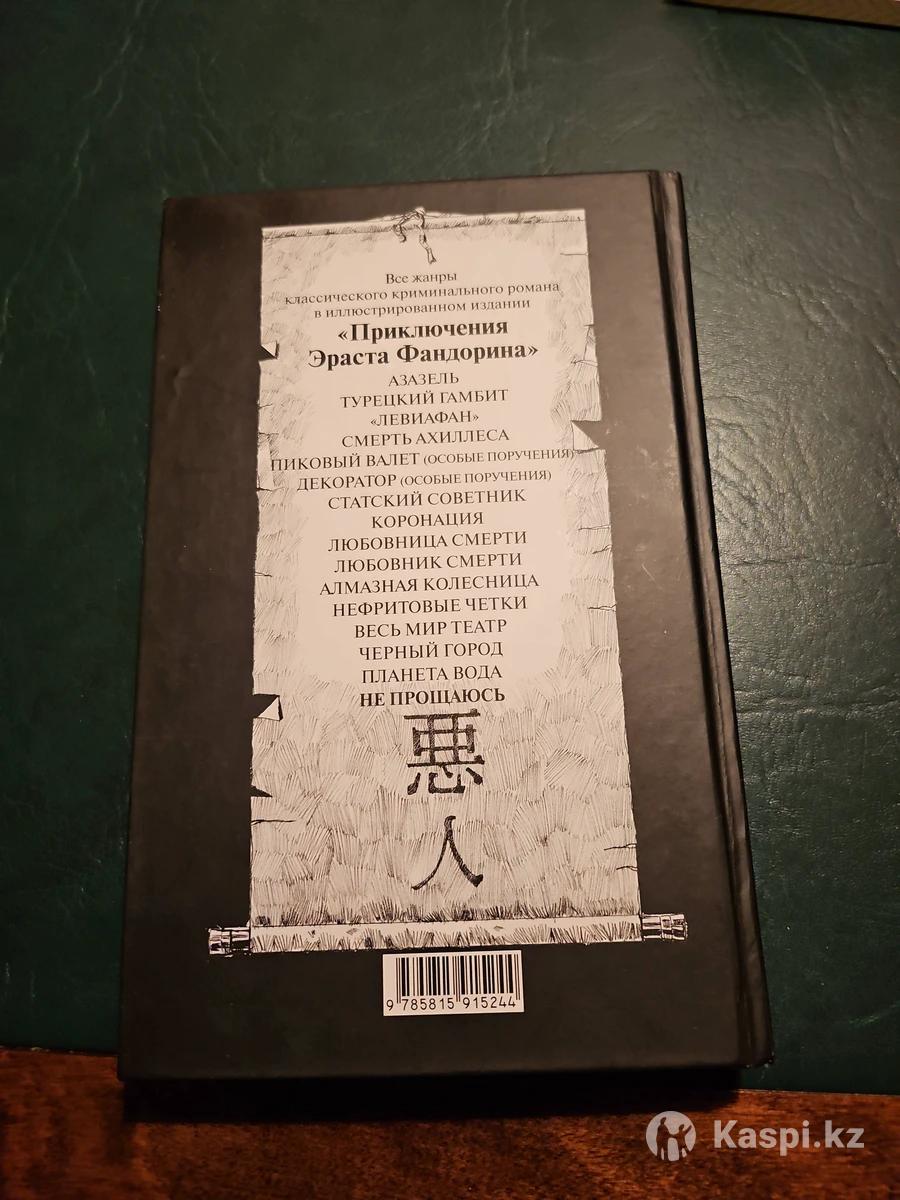 Все жанры
классического криминального романа
в иллюстрированном издании
«Приключения
Эраста Фандорина»
АЗАЗЕЛЬ
ТУРЕЦКИЙ ГАМБИТ
«ЛЕВИАФАН»
СМЕРТЬ АХИЛЛЕСА
ПИКОВЫЙ ВАЛЕТ (ОСОБЫЕ ПОРУЧЕНИЯ)
ДЕКОРАТОР (ОСОБЫЕ ПОРУЧЕНИЯ)
СТАТСКИЙ СОВЕТНИК
КОРОНАЦИЯ
ЛЮБОВНИЦА СМЕРТИ
ЛЮБОВНИК СМЕРТИ
АЛМАЗНАЯ КОЛЕСНИЦА
НЕФРИТОВЫЕ ЧЕТКИ
ВЕСЬ МИР ТЕАТР
ЧЕРНЫЙ ГОРОД
ПЛАНЕТА ВОДА
НЕ ПРОЩАЮСЬ
悪
人
9 785815 915244
Kaspi.kz